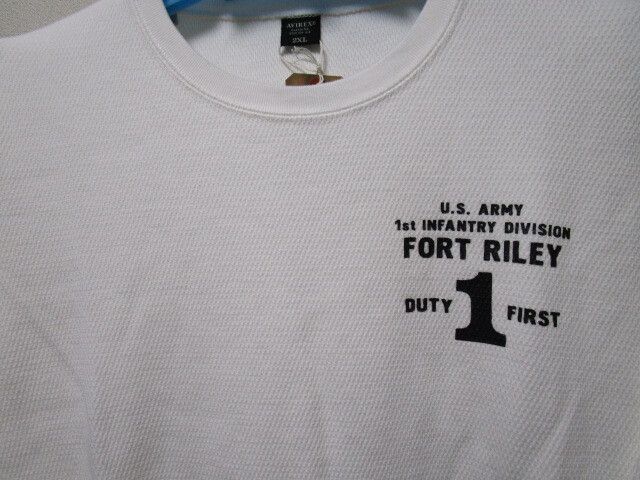 AVIREX
2XL
U.S. ARMY
1st INFANTRY DIVISION
FORT RILEY
DUTY 1 FIRST